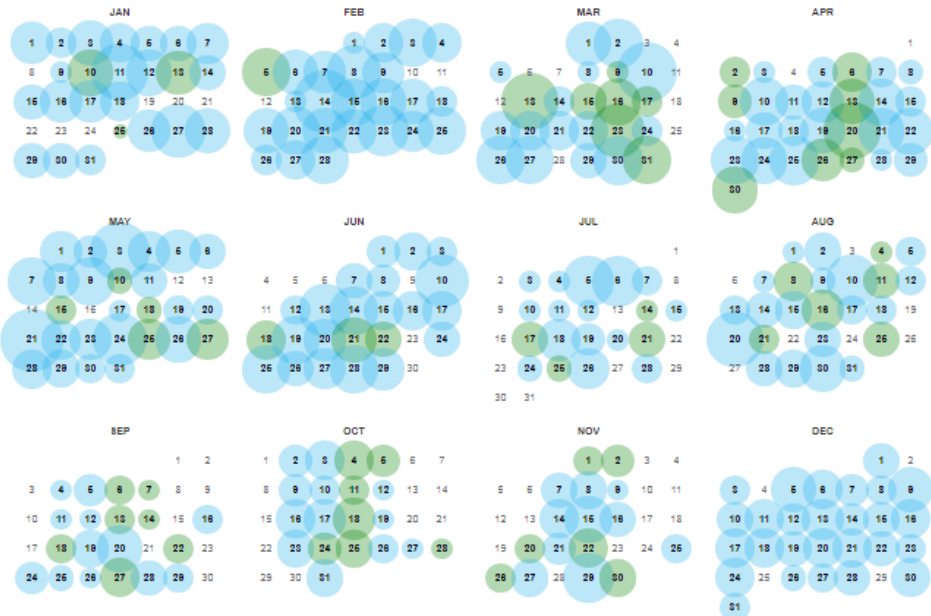 JAN
1 2 3 4 5 6 7
8 9 10 11 12 13 14
15 16 17 18 19 20 21
22 23 24 25 26 27 28
29 30 31
FEB
1 2 3 4
5 6 7 8 9 10 11
12 13 14 15 16 17 18
19 20 21 22 23 24 25
26 27 28
MAR
1 2 3 4
5 6 7 8 9 10 11
12 13 14 15 16 17 18
19 20 21 22 23 24 25
26 27 28 29 30 31
APR
1
2 3 4 5 6 7 8
9 10 11 12 13 14 15
16 17 18 19 20 21 22
23 24 25 26 27 28 29
30
MAY
1 2 3 4 5 6
7 8 9 10 11 12 13
14 15 16 17 18 19 20
21 22 23 24 25 26 27
28 29 30 31
JUN
1 2 3
4 5 6 7 8 9 10
11 12 13 14 15 16 17
18 19 20 21 22 23 24
25 26 27 28 29 30
JUL
1
2 3 4 5 6 7 8
9 10 11 12 13 14 15
16 17 18 19 20 21 22
23 24 25 26 27 28 29
30 31
AUG
1 2 3 4 5
6 7 8 9 10 11 12
13 14 15 16 17 18 19
20 21 22 23 24 25 26
27 28 29 30 31
SEP
1 2
3 4 5 6 7 8 9
10 11 12 13 14 15 16
17 18 19 20 21 22 23
24 25 26 27 28 29 30
OCT
1 2 3 4 5 6 7
8 9 10 11 12 13 14
15 16 17 18 19 20 21
22 23 24 25 26 27 28
29 30 31
NOV
1 2 3 4
5 6 7 8 9 10 11
12 13 14 15 16 17 18
19 20 21 22 23 24 25
26 27 28 29 30
DEC
1 2
3 4 5 6 7 8 9
10 11 12 13 14 15 16
17 18 19 20 21 22 23
24 25 26 27 28 29 30
31